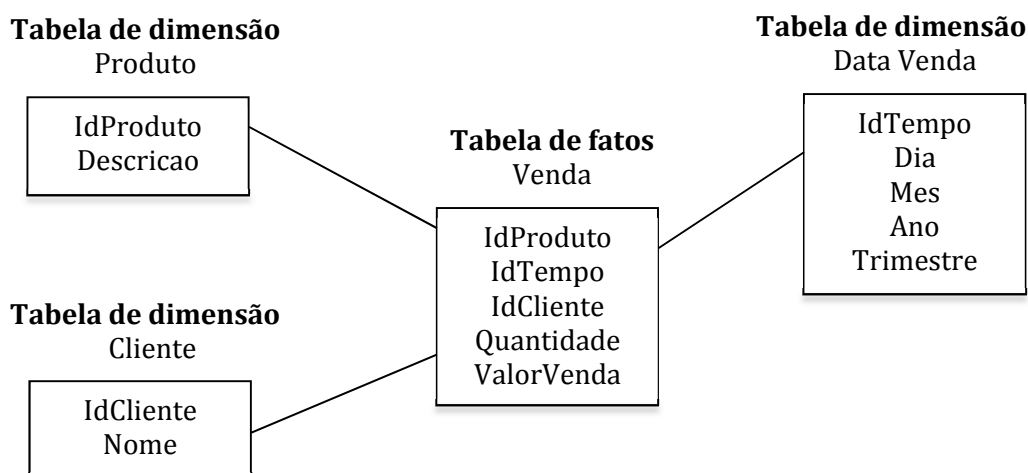 Tabela de dimensão
Produto
IdProduto
Descricao
Tabela de dimensão
Cliente
IdCliente
Nome
Tabela de fatos
Venda
IdProduto
IdTempo
IdCliente
Quantidade
ValorVenda
Tabela de dimensão
Data Venda
IdTempo
Dia
Mes
Ano
Trimestre